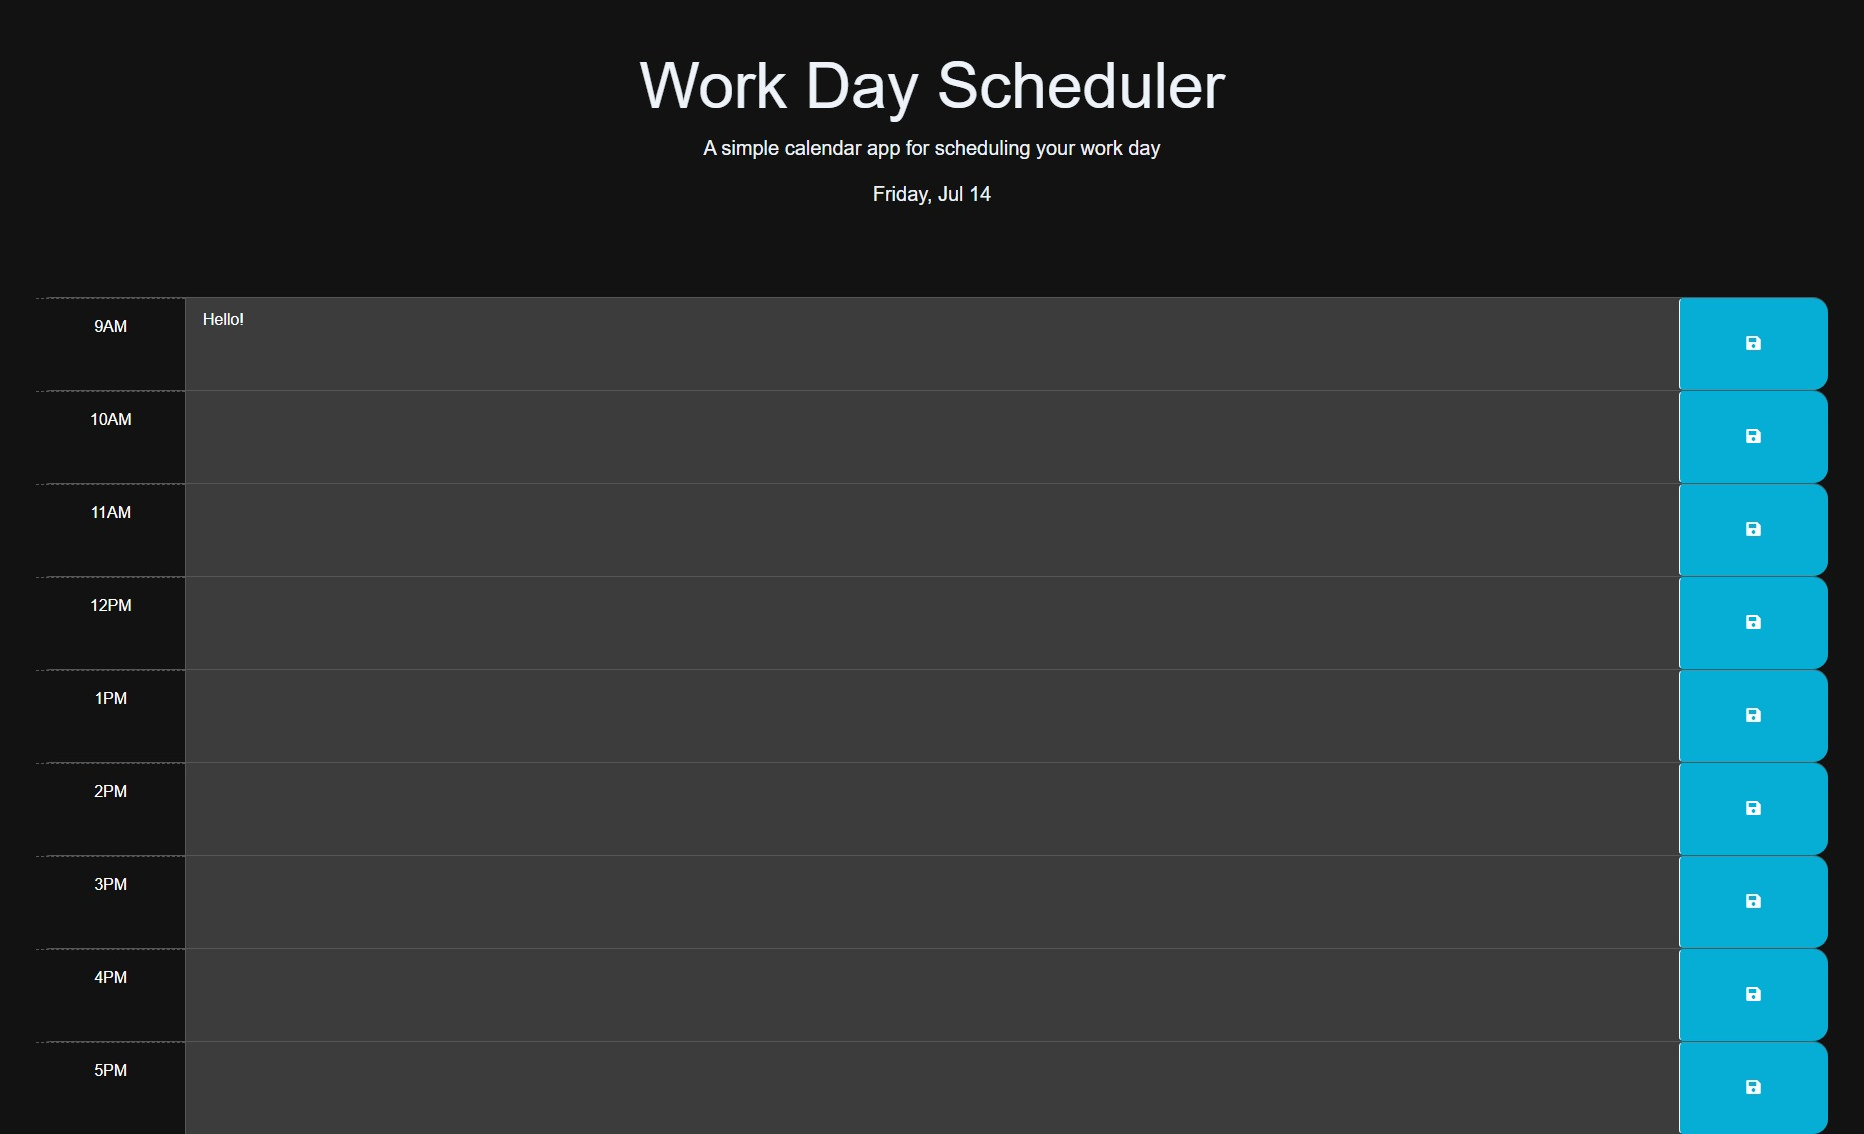 Work Day Scheduler
A simple calendar app for scheduling your work day
Friday, Jul 14
9AM
Hello!
10AM
11AM
12PM
1PM
2PM
3PM
4PM
5PM